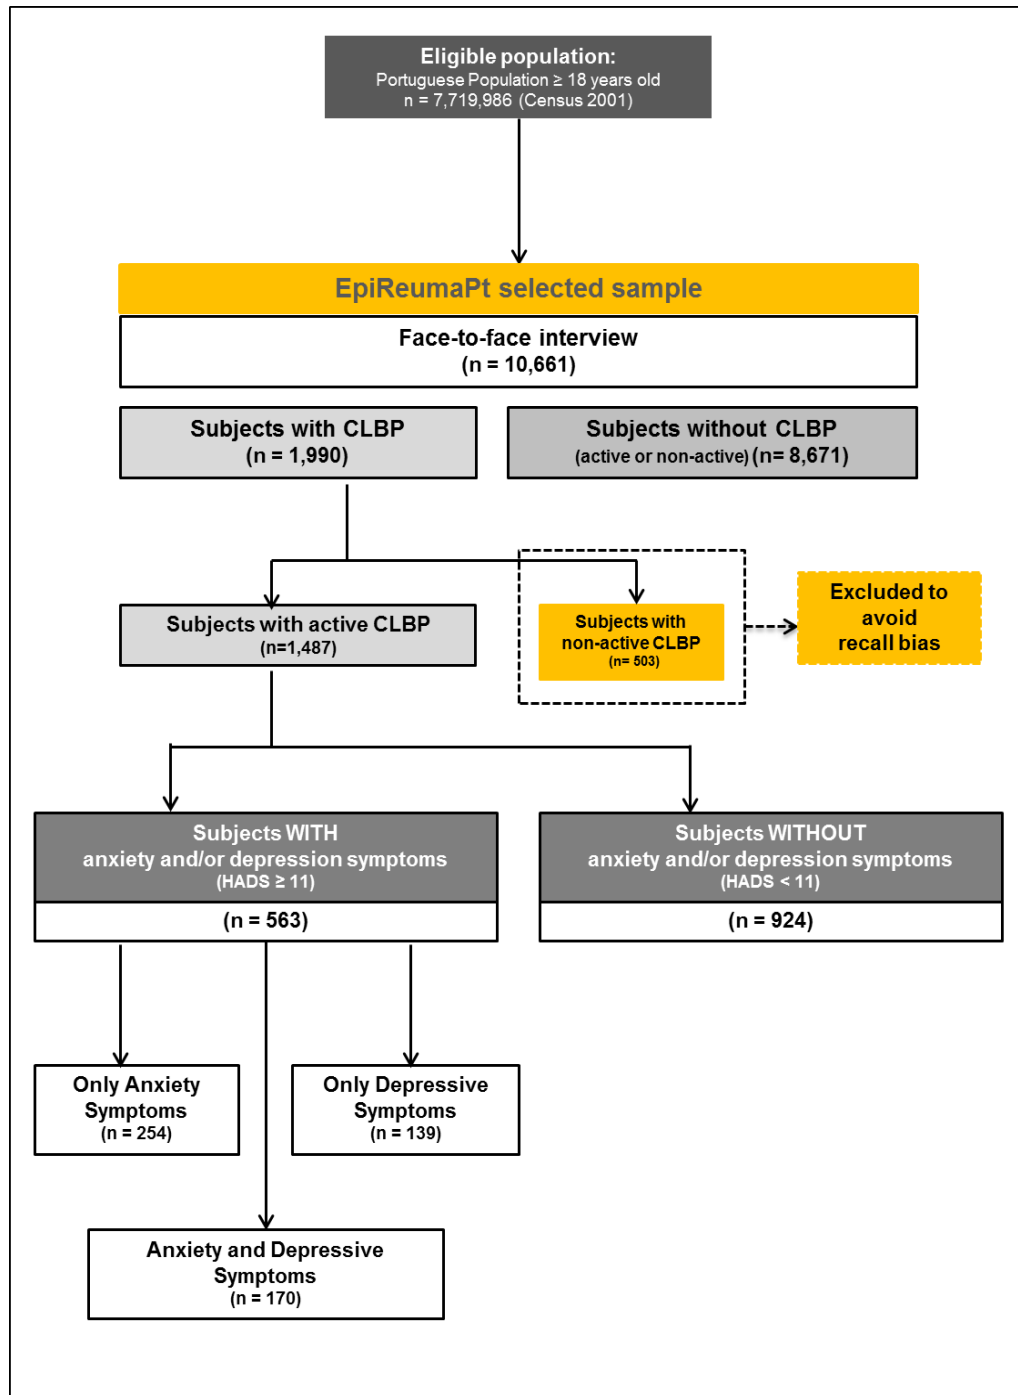 Eligible population:
Portuguese Population ≥ 18 years old
n = 7,719,986 (Census 2001)
EpiReumaPt selected sample
Face-to-face interview
(n = 10,661)
Subjects with CLBP
(n = 1,990)
Subjects without CLBP
(active or non-active) (n= 8,671)
Subjects with active CLBP
(n=1,487)
Subjects with
non-active CLBP
(n= 503)
Excluded to
avoid
recall bias
Subjects WITH
anxiety and/or depression symptoms
(HADS ≥ 11)
(n = 563)
Subjects WITHOUT
anxiety and/or depression symptoms
(HADS < 11)
(n = 924)
Only Anxiety
Symptoms
(n = 254)
Only Depressive
Symptoms
(n = 139)
Anxiety and Depressive
Symptoms
(n = 170)